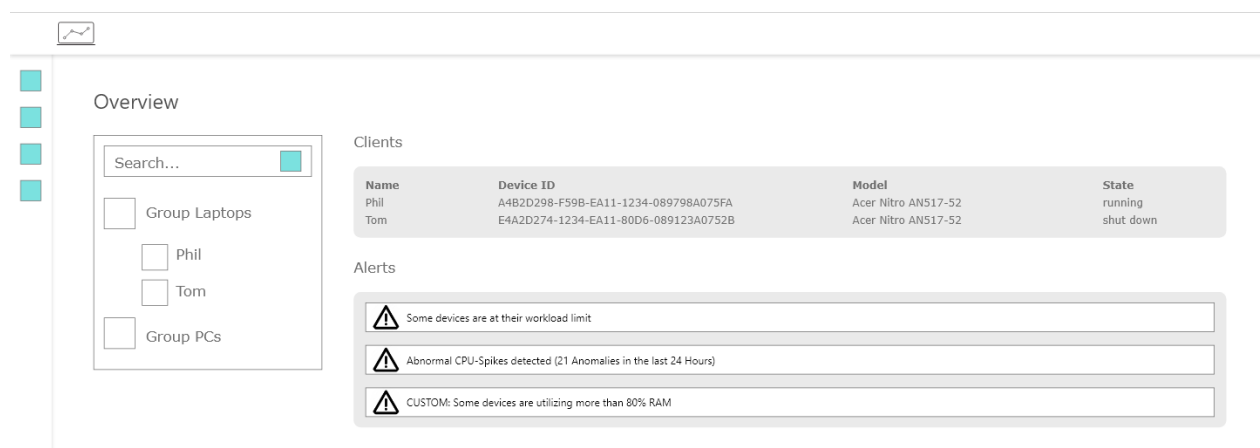 Overview
Search...
Group Laptops
Phil
Tom
Group PCs
Clients
Name Device ID Model State
Phil A4B2D298-F59B-EA11-1234-089798A075FA Acer Nitro AN517-52 running
Tom E4A2D274-1234-EA11-80D6-089123A0752B Acer Nitro AN517-52 shut down
Alerts
Some devices are at their workload limit
Abnormal CPU-Spikes detected (21 Anomalies in the last 24 Hours)
CUSTOM: Some devices are utilizing more than 80% RAM